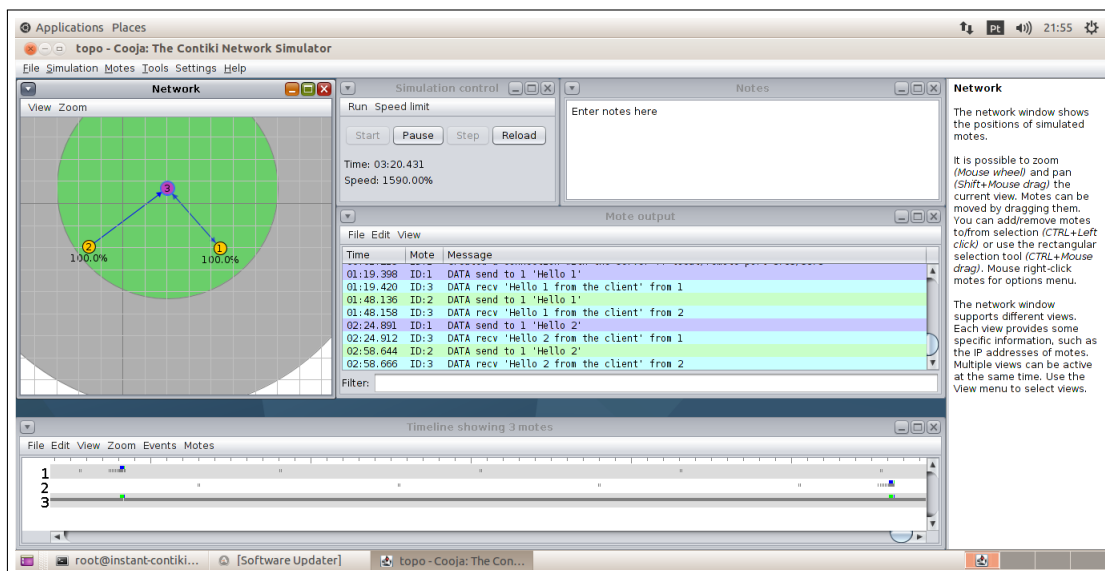 Applications Places
Pt 21:55
topo - Cooja: The Contiki Network Simulator
File Simulation Motes Tools Settings Help
Network
View Zoom
3
2
100.0%
1
100.0%
Simulation control
Run Speed limit
Start Pause Step Reload
Time: 03:20.431
Speed: 1590.00%
Notes
Enter notes here
Mote output
File Edit View
Time Mote Message
01:19.398 ID:1 DATA send to 1 'Hello 1'
01:19.420 ID:3 DATA recv 'Hello 1 from the client' from 1
01:48.136 ID:2 DATA send to 1 'Hello 1'
01:48.158 ID:3 DATA recv 'Hello 1 from the client' from 2
02:24.891 ID:1 DATA send to 1 'Hello 2'
02:24.912 ID:3 DATA recv 'Hello 2 from the client' from 1
02:58.644 ID:2 DATA send to 1 'Hello 2'
02:58.666 ID:3 DATA recv 'Hello 2 from the client' from 2
Filter:
Network
The network window shows
the positions of simulated
motes.
It is possible to zoom
(Mouse wheel) and pan
(Shift+Mouse drag) the
current view. Motes can be
moved by dragging them.
You can add/remove motes
to/from selection (CTRL+Left
click) or use the rectangular
selection tool (CTRL+Mouse
drag). Mouse right-click
motes for options menu.
The network window
supports different views.
Each view provides some
specific information, such as
the IP addresses of motes.
Multiple views can be active
at the same time. Use the
View menu to select views.
Timeline showing 3 motes
File Edit View Zoom Events Motes
1
2
3
root@instant-contiki...
[Software Updater]
topo - Cooja: The Con...